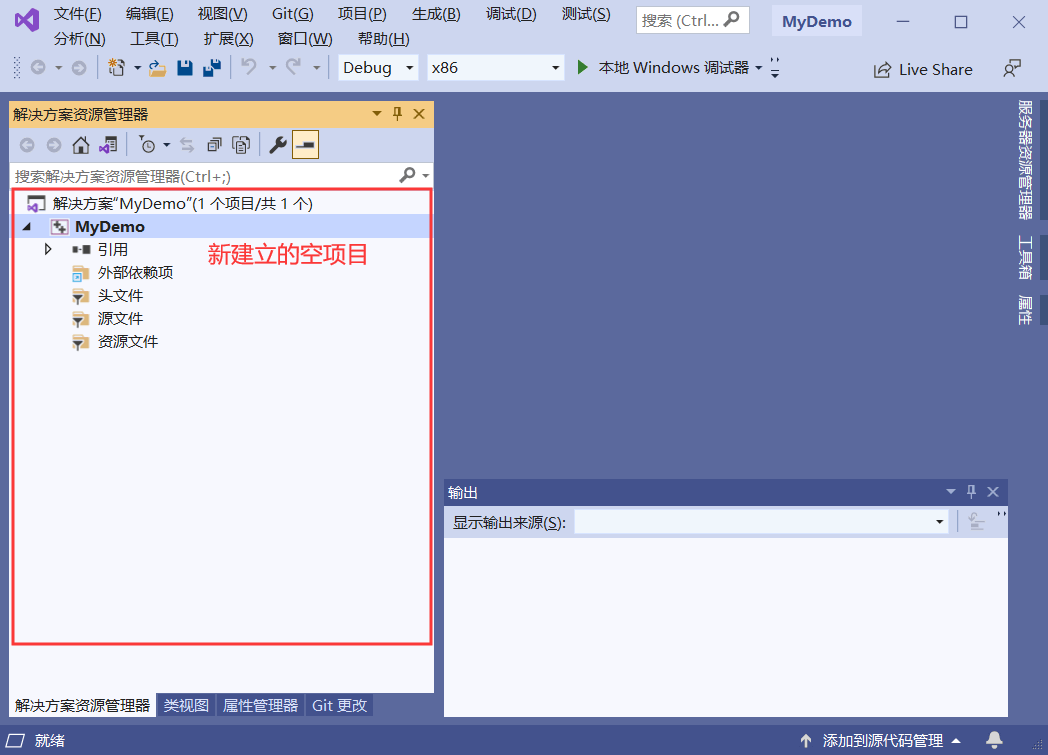 文件(F) 编辑(E) 视图(V) Git(G) 项目(P) 生成(B) 调试(D) 测试(S) 搜索 (Ctrl... MyDemo
分析(N) 工具(T) 扩展(X) 窗口(W) 帮助(H)
Debug x86 本地 Windows 调试器 Live Share
解决方案资源管理器
搜索解决方案资源管理器(Ctrl+;)
解决方案“MyDemo”(1 个项目/共 1 个)
MyDemo
引用
新建立的空项目
外部依赖项
头文件
源文件
资源文件
服务器资源管理器
工具箱
属性
输出
显示输出来源(S):
解决方案资源管理器 类视图 属性管理器 Git 更改
就绪 添加到源代码管理